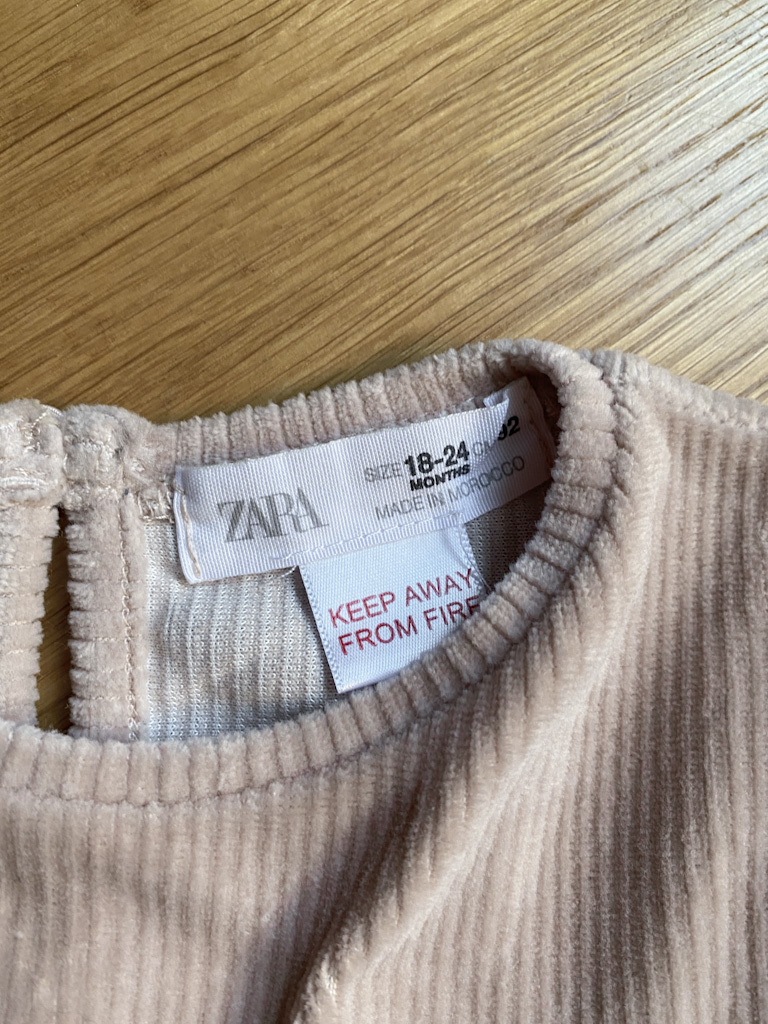 ZARA
SIZE 18-24 CM 92
MONTHS
MADE IN MOROCCO
KEEP AWAY
FROM FIRE